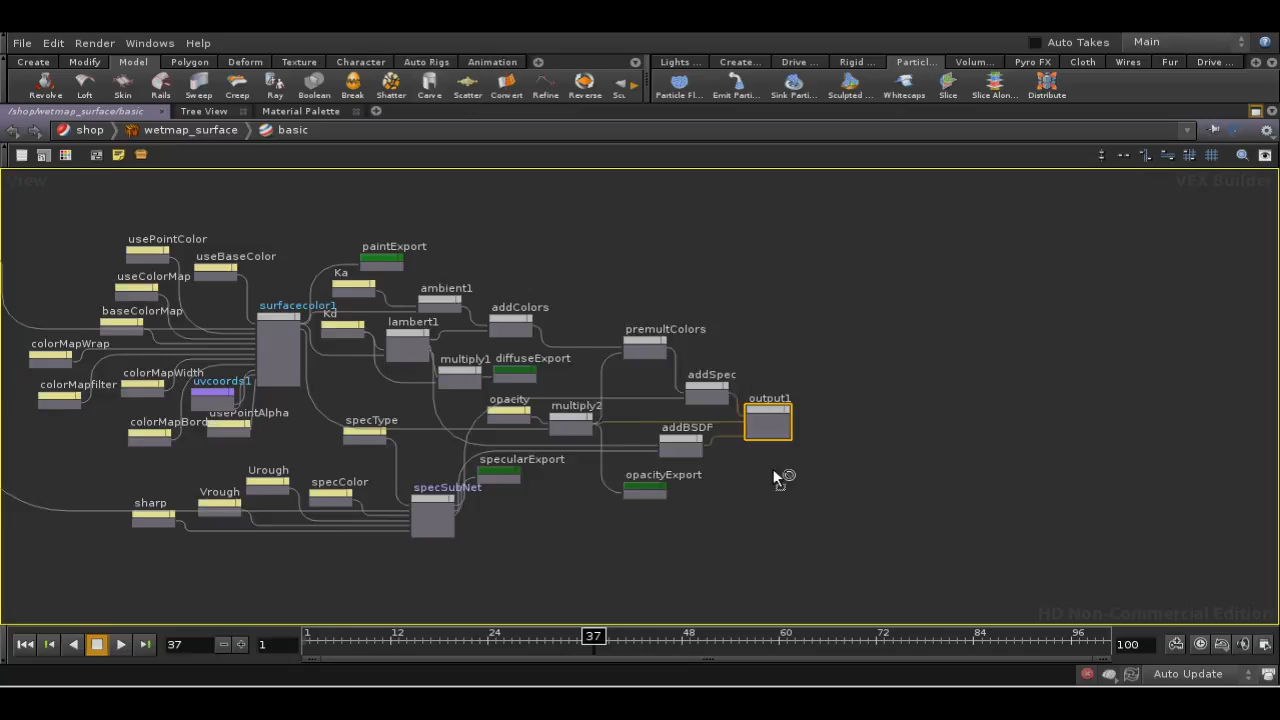 File Edit Render Windows Help Auto Takes Main
Create Modify Model Polygon Deform Texture Character Auto Rigs Animation Lights ... Create... Drive ... Rigid ... Particl... Volum... Pyro FX Cloth Wires Fur Drive ...
Revolve Loft Skin Rails Sweep Creep Ray Boolean Break Shatter Carve Scatter Convert Refine Reverse Particle Fl... Emit Parti... Sink Parti... Sculpted ... Whitecaps Slice Slice Alon... Distribute
/shop/wetmap_surface/basic Tree View Material Palette
shop wetmap_surface basic
View VEX Builder
usePointColor
paintExport
useBaseColor
useColorMap
Ka
ambient1
surfacecolor1
addColors
baseColorMap
Kd
lambert1
premultColors
colorMapWrap
multiply1 diffuseExport
colorMapWidth
addSpec
uvcoords1
colorMapfilter
output1
opacity
multiply2
usePointAlpha
colorMapBord
specType
addBSDF
specularExport
Urough
opacityExport
specColor
specSubNet
Vrough
sharp
HD Non-Commercial Edition
37 1 1 12 24 37 48 60 72 84 96 100
Auto Update